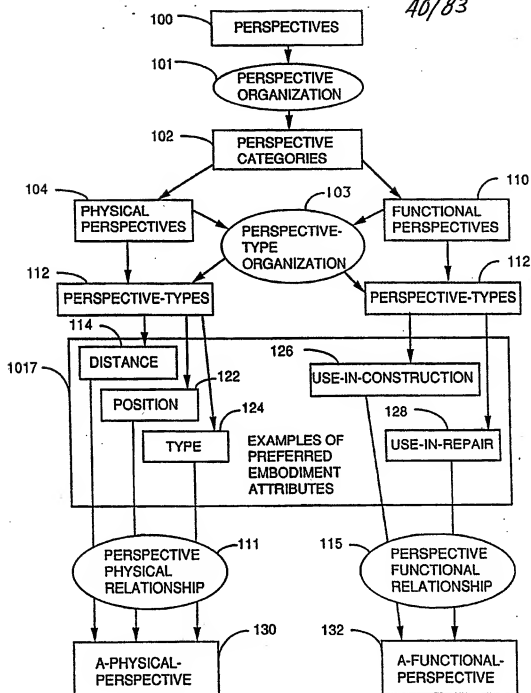 40/83
100
PERSPECTIVES
101
PERSPECTIVE
ORGANIZATION
102
PERSPECTIVE
CATEGORIES
104
PHYSICAL
PERSPECTIVES
103
PERSPECTIVE-
TYPE
ORGANIZATION
110
FUNCTIONAL
PERSPECTIVES
112
PERSPECTIVE-TYPES
112
PERSPECTIVE-TYPES
1017
114
DISTANCE
122
POSITION
124
TYPE
126
USE-IN-CONSTRUCTION
128
USE-IN-REPAIR
EXAMPLES OF
PREFERRED
EMBODIMENT
ATTRIBUTES
PERSPECTIVE
PHYSICAL
RELATIONSHIP
111
115
PERSPECTIVE
FUNCTIONAL
RELATIONSHIP
130
A-PHYSICAL-
PERSPECTIVE
132
A-FUNCTIONAL-
PERSPECTIVE